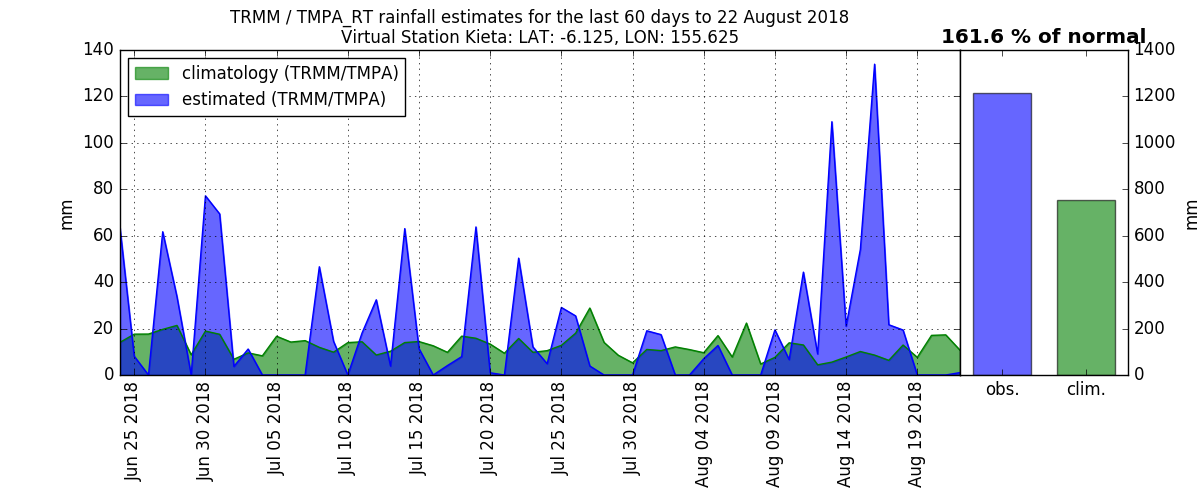 TRMM / TMPA_RT rainfall estimates for the last 60 days to 22 August 2018
Virtual Station Kieta: LAT: -6.125, LON: 155.625
161.6 % of normal
climatology (TRMM/TMPA)
estimated (TRMM/TMPA)
mm
140
120
100
80
60
40
20
0
Jun 25 2018
Jun 30 2018
Jul 05 2018
Jul 10 2018
Jul 15 2018
Jul 20 2018
Jul 25 2018
Jul 30 2018
Aug 04 2018
Aug 09 2018
Aug 14 2018
Aug 19 2018
obs.
clim.
1400
1200
1000
800
600
400
200
0
mm